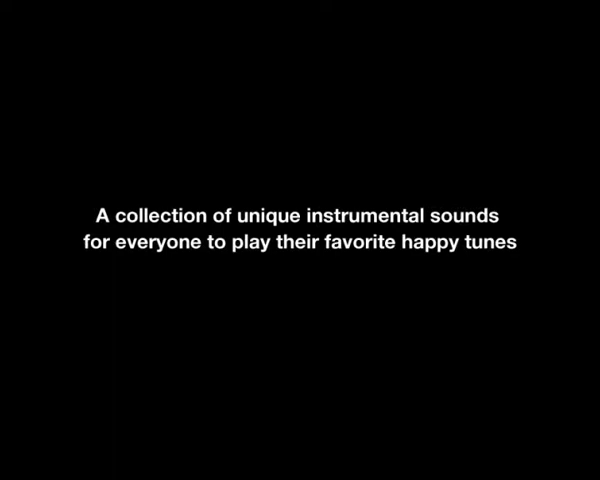 A collection of unique instrumental sounds
for everyone to play their favorite happy tunes